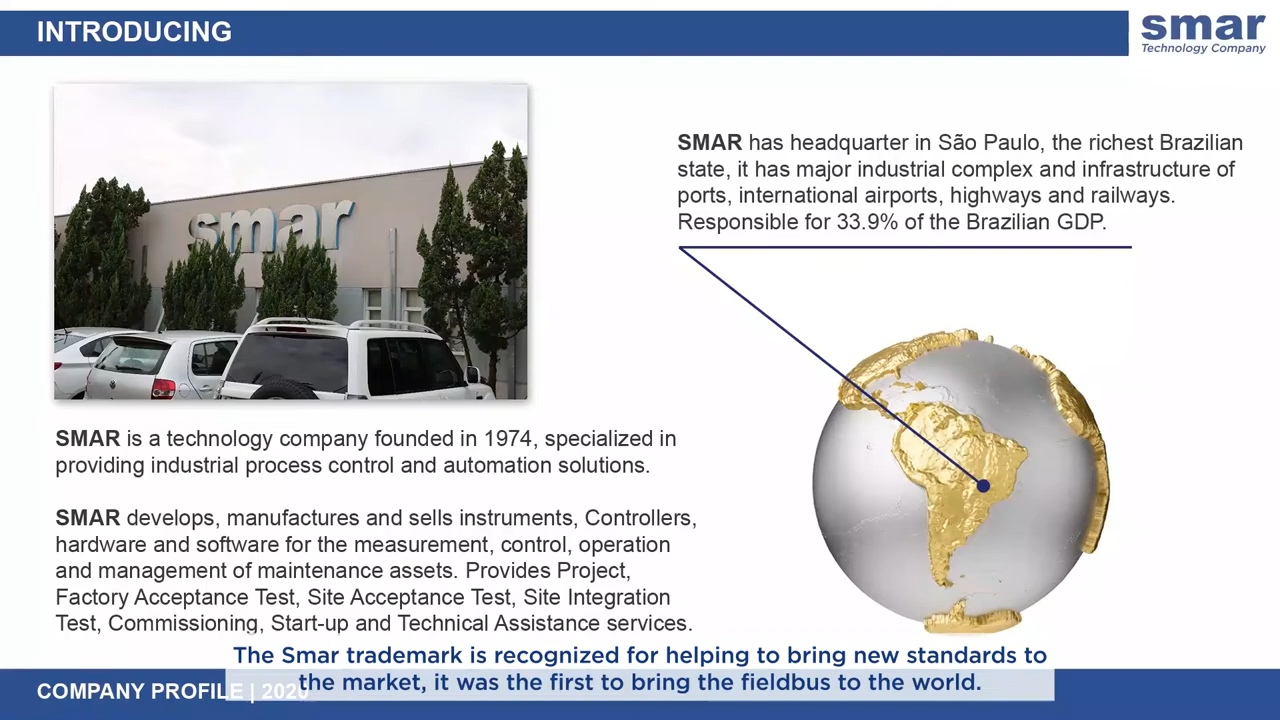 INTRODUCING
smar
Technology Company
smar
SMAR has headquarter in São Paulo, the richest Brazilian
state, it has major industrial complex and infrastructure of
ports, international airports, highways and railways.
Responsible for 33.9% of the Brazilian GDP.
SMAR is a technology company founded in 1974, specialized in
providing industrial process control and automation solutions.
SMAR develops, manufactures and sells instruments, Controllers,
hardware and software for the measurement, control, operation
and management of maintenance assets. Provides Project,
Factory Acceptance Test, Site Acceptance Test, Site Integration
Test, Commissioning, Start-up and Technical Assistance services.
The Smar trademark is recognized for helping to bring new standards to
the market, it was the first to bring the fieldbus to the world.
COMPANY PROFILE | 2020